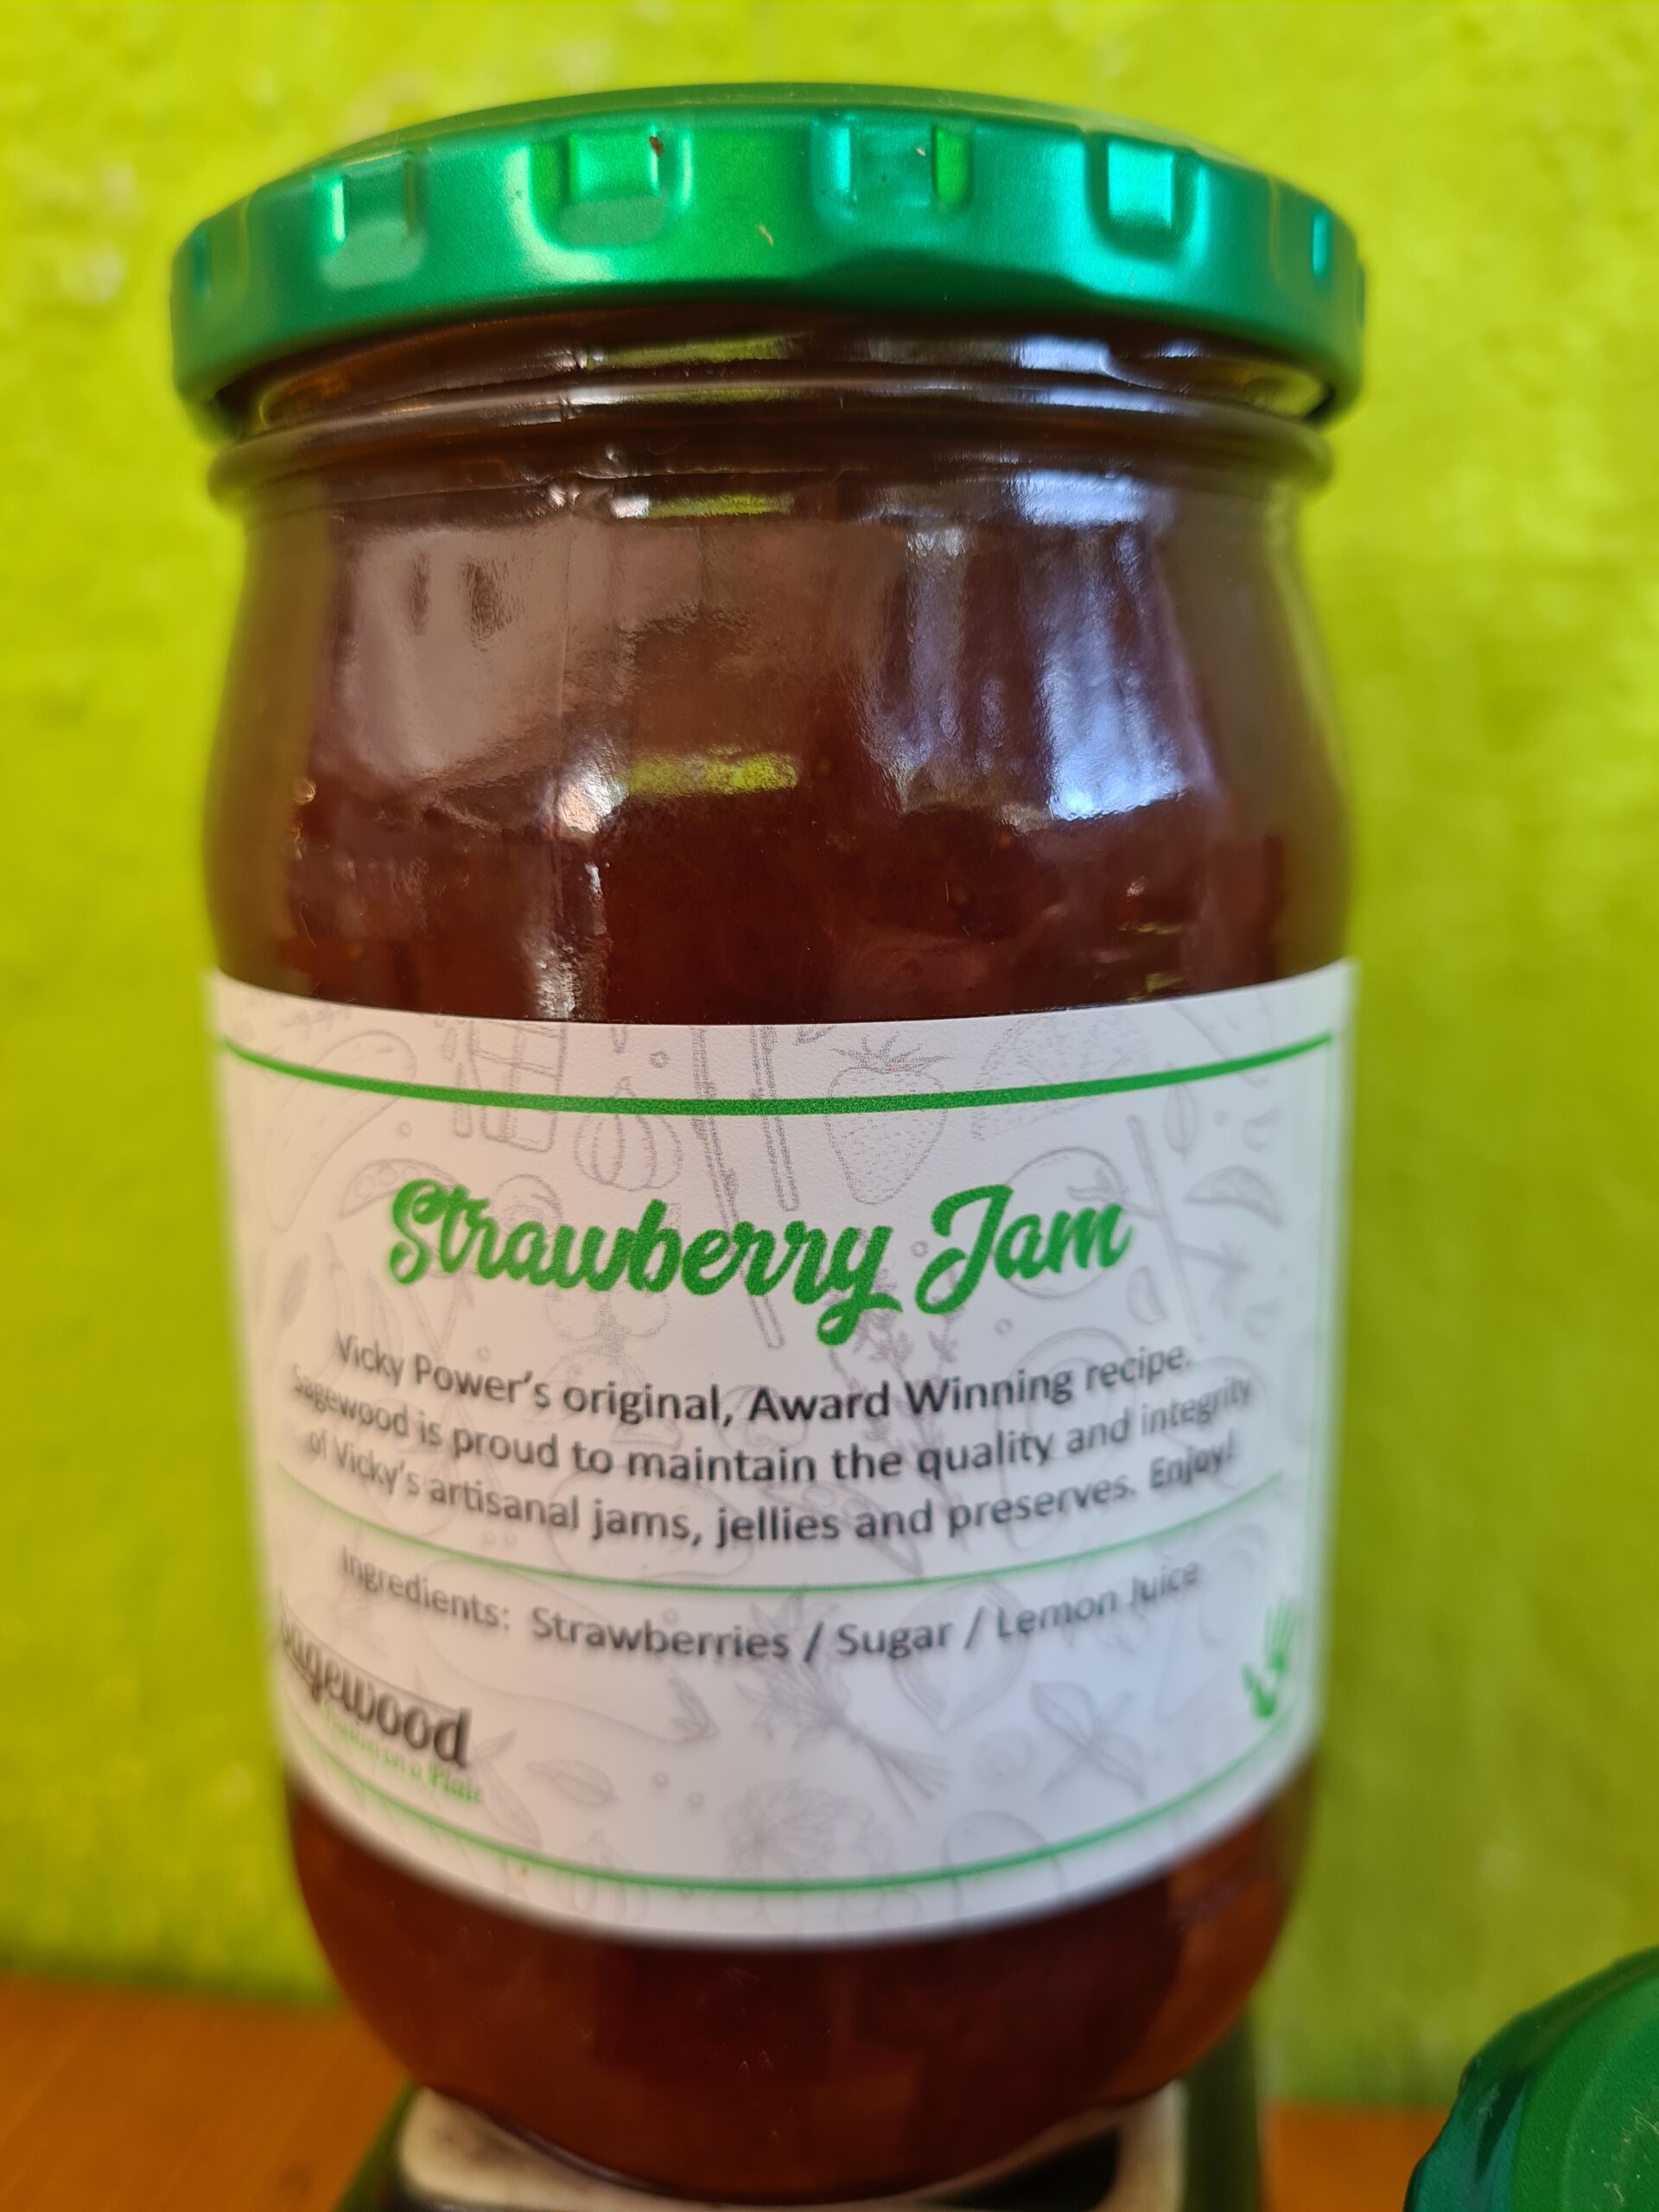 Strawberry Jam
Vicky Power's original, Award Winning recipe.
Sagewood is proud to maintain the quality and integrity
of Vicky's artisanal jams, jellies and preserves. Enjoy!
Ingredients: Strawberries / Sugar / Lemon Juice
Sagewood
Plate